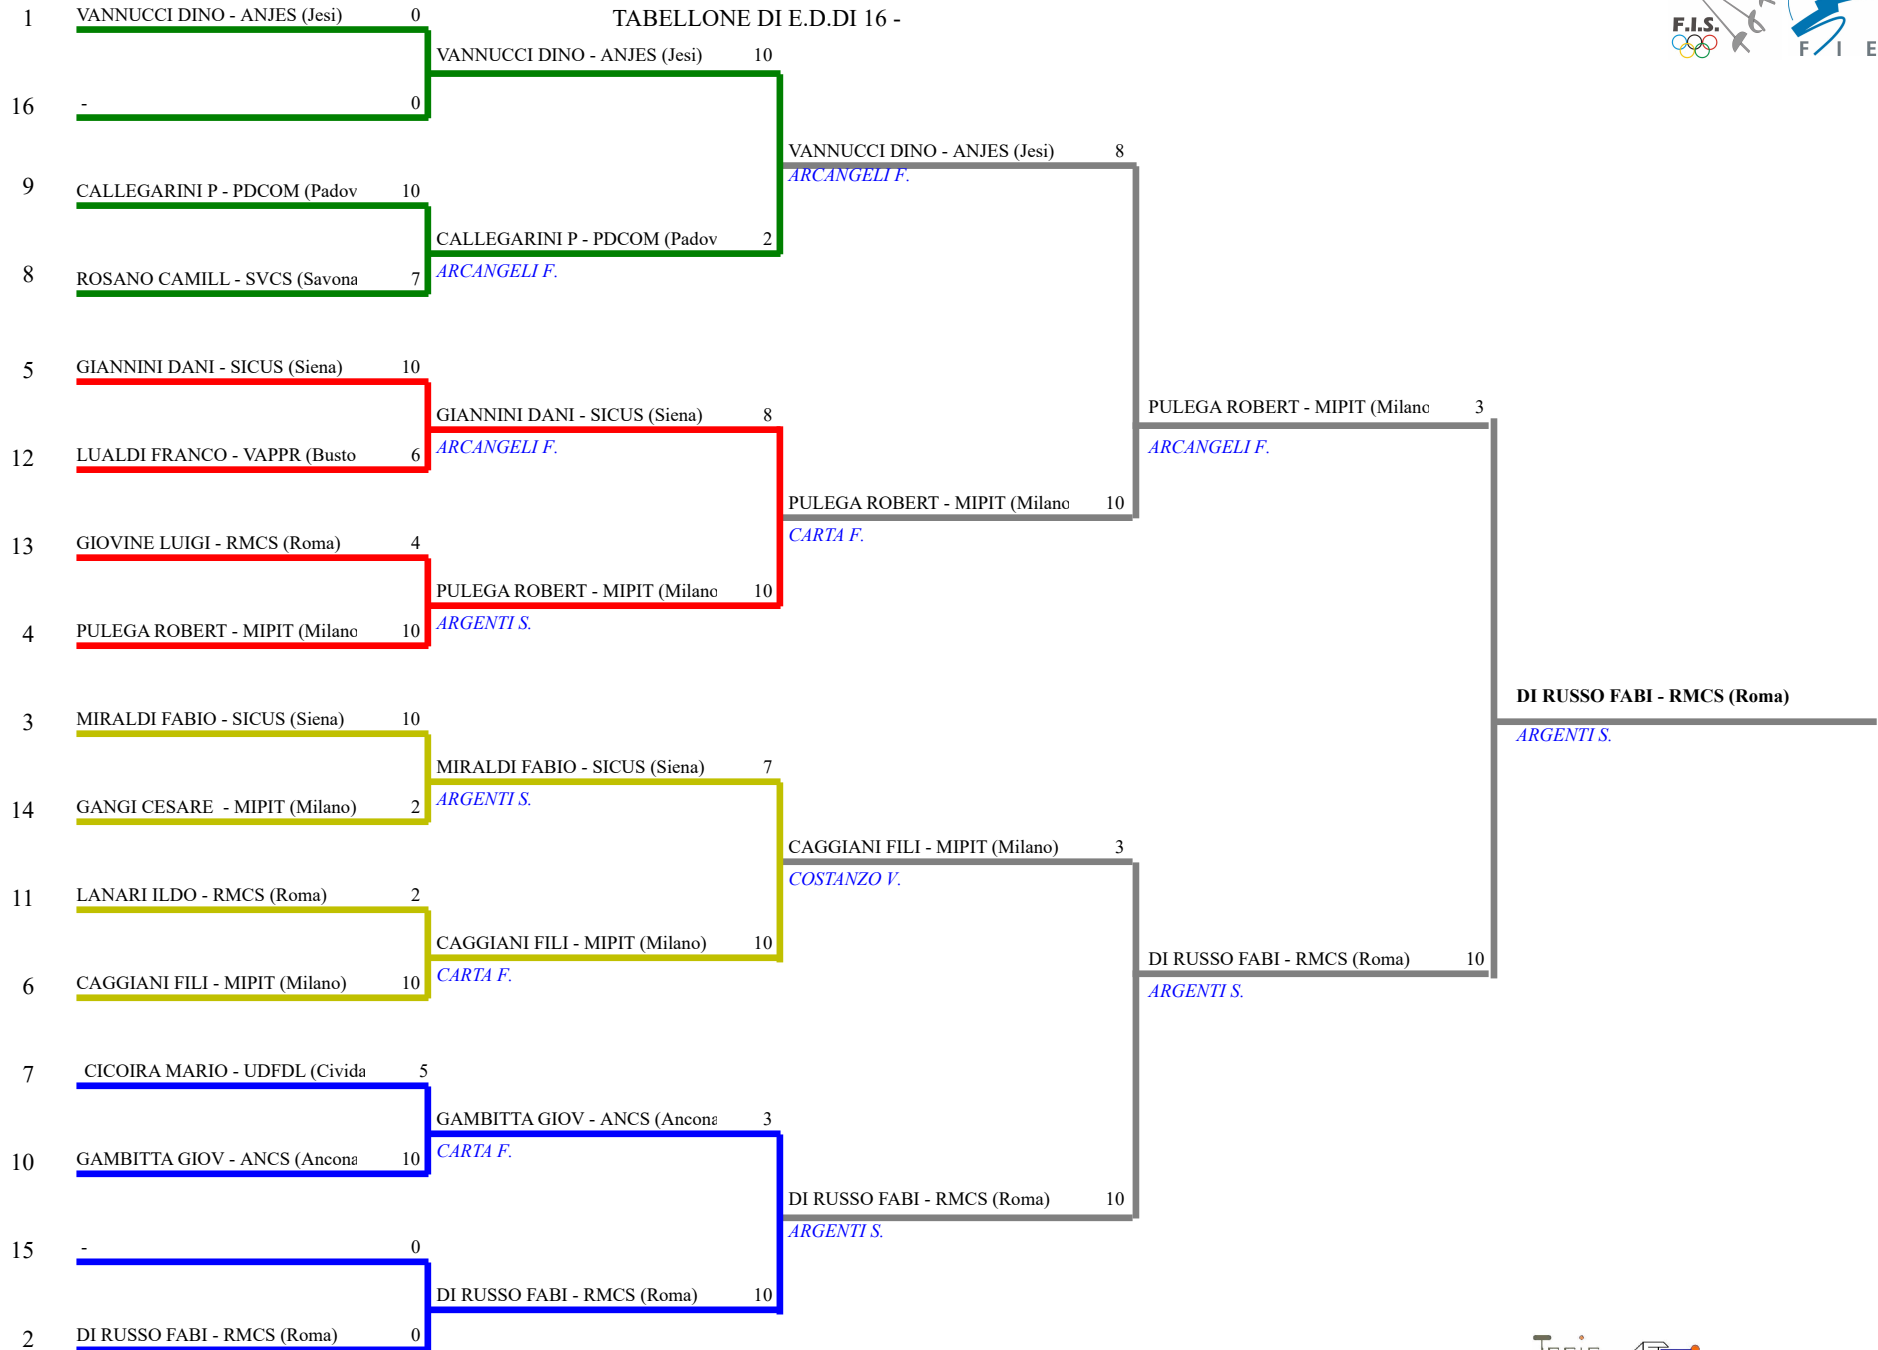 TABELLONE DI E.D.DI 16 -
F.I.S.
F I E
1 VANNUCCI DINO - ANJES (Jesi) 0
VANNUCCI DINO - ANJES (Jesi) 10
16 - 0
VANNUCCI DINO - ANJES (Jesi) 8
ARCANGELI F.
9 CALLEGARINI P - PDCOM (Padov 10
CALLEGARINI P - PDCOM (Padov 2
ARCANGELI F.
8 ROSANO CAMILL - SVCS (Savona 7
5 GIANNINI DANI - SICUS (Siena) 10
GIANNINI DANI - SICUS (Siena) 8
ARCANGELI F.
PULEGA ROBERT - MIPIT (Milano 3
ARCANGELI F.
12 LUALDI FRANCO - VAPPR (Busto 6
PULEGA ROBERT - MIPIT (Milano 10
CARTA F.
13 GIOVINE LUIGI - RMCS (Roma) 4
PULEGA ROBERT - MIPIT (Milano 10
ARGENTI S.
4 PULEGA ROBERT - MIPIT (Milano 10
DI RUSSO FABI - RMCS (Roma)
ARGENTI S.
3 MIRALDI FABIO - SICUS (Siena) 10
MIRALDI FABIO - SICUS (Siena) 7
ARGENTI S.
14 GANGI CESARE - MIPIT (Milano) 2
CAGGIANI FILI - MIPIT (Milano) 3
COSTANZO V.
11 LANARI ILDO - RMCS (Roma) 2
CAGGIANI FILI - MIPIT (Milano) 10
CARTA F.
DI RUSSO FABI - RMCS (Roma) 10
ARGENTI S.
6 CAGGIANI FILI - MIPIT (Milano) 10
7 CICOIRA MARIO - UDFDL (Civida 5
GAMBITTA GIOV - ANCS (Ancona 3
CARTA F.
10 GAMBITTA GIOV - ANCS (Ancona 10
DI RUSSO FABI - RMCS (Roma) 10
ARGENTI S.
15 - 0
DI RUSSO FABI - RMCS (Roma) 10
2 DI RUSSO FABI - RMCS (Roma) 0